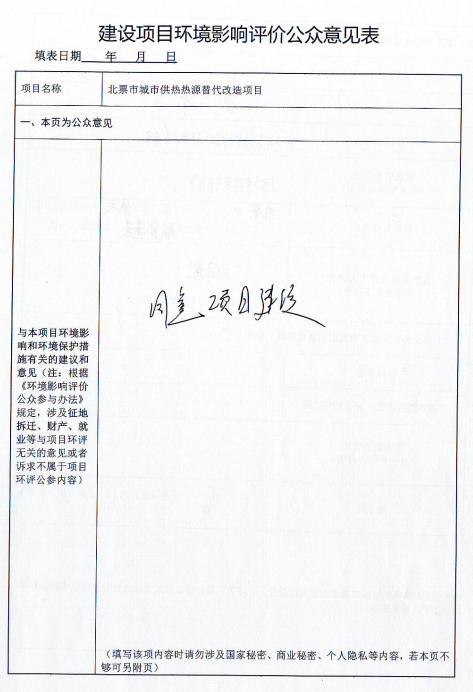 建设项目环境影响评价公众意见表
填表日期 年 月 日
项目名称 北票市城市供热热源替代改造项目
一、本页为公众意见
与本项目环境影
响和环境保护措
施有关的建议和
意见（注：根据
《环境影响评价
公众参与办法》
规定，涉及征地
拆迁、财产、就
业等与项目环评
无关的意见或者
诉求不属于项目
环评公参内容）
同意项目建设
（填写该项内容时请勿涉及国家秘密、商业秘密、个人隐私等内容，若本页不
够可另附页）